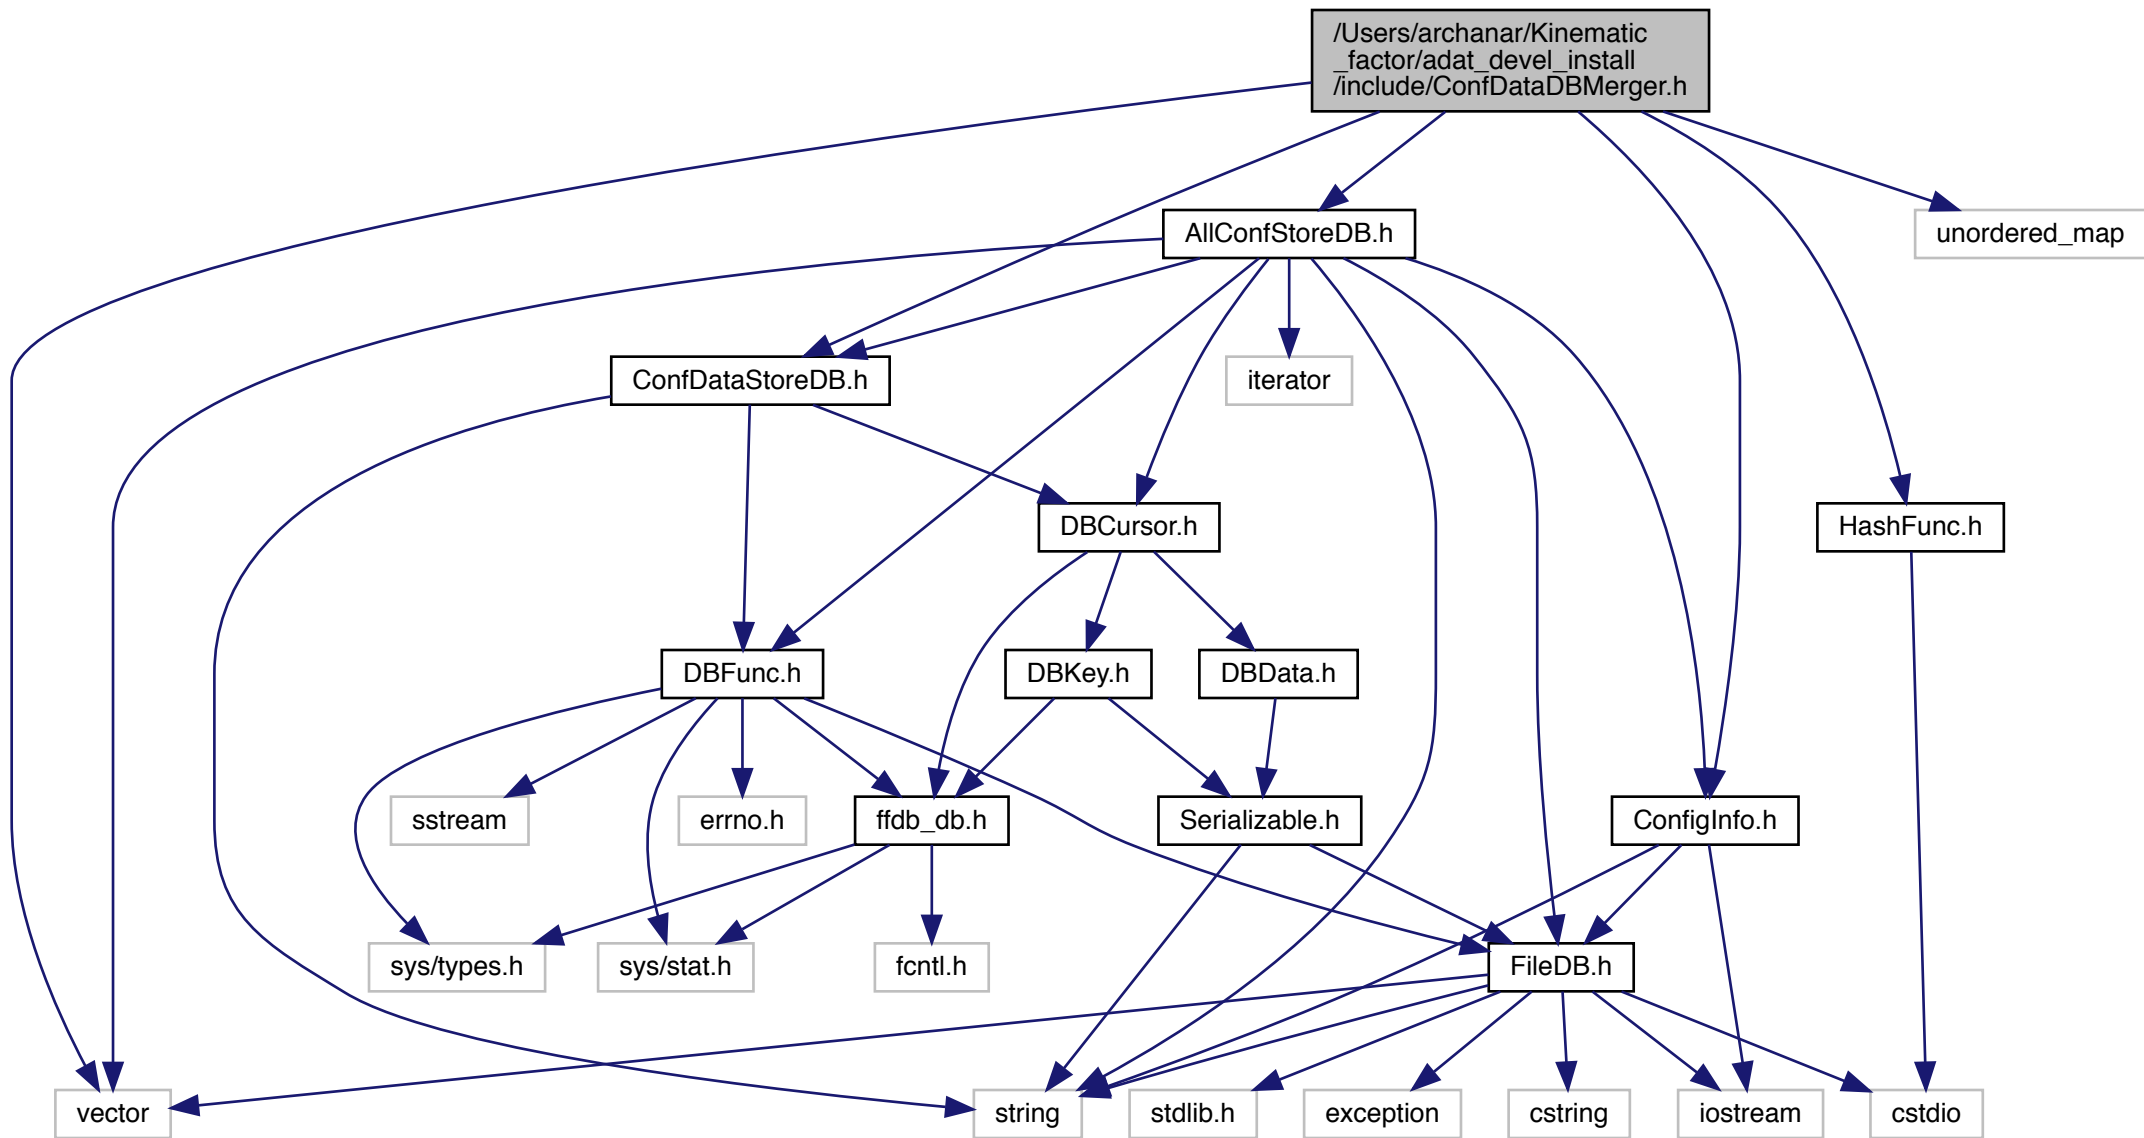 /Users/archanar/Kinematic
_factor/adat_devel_install
/include/ConfDataDBMerger.h
AllConfStoreDB.h
unordered_map
ConfDataStoreDB.h
iterator
DBCursor.h
HashFunc.h
DBFunc.h
DBKey.h
DBData.h
sstream
errno.h
ffdb_db.h
Serializable.h
ConfigInfo.h
sys/types.h
sys/stat.h
fcntl.h
FileDB.h
vector
string
stdlib.h
exception
cstring
iostream
cstdio